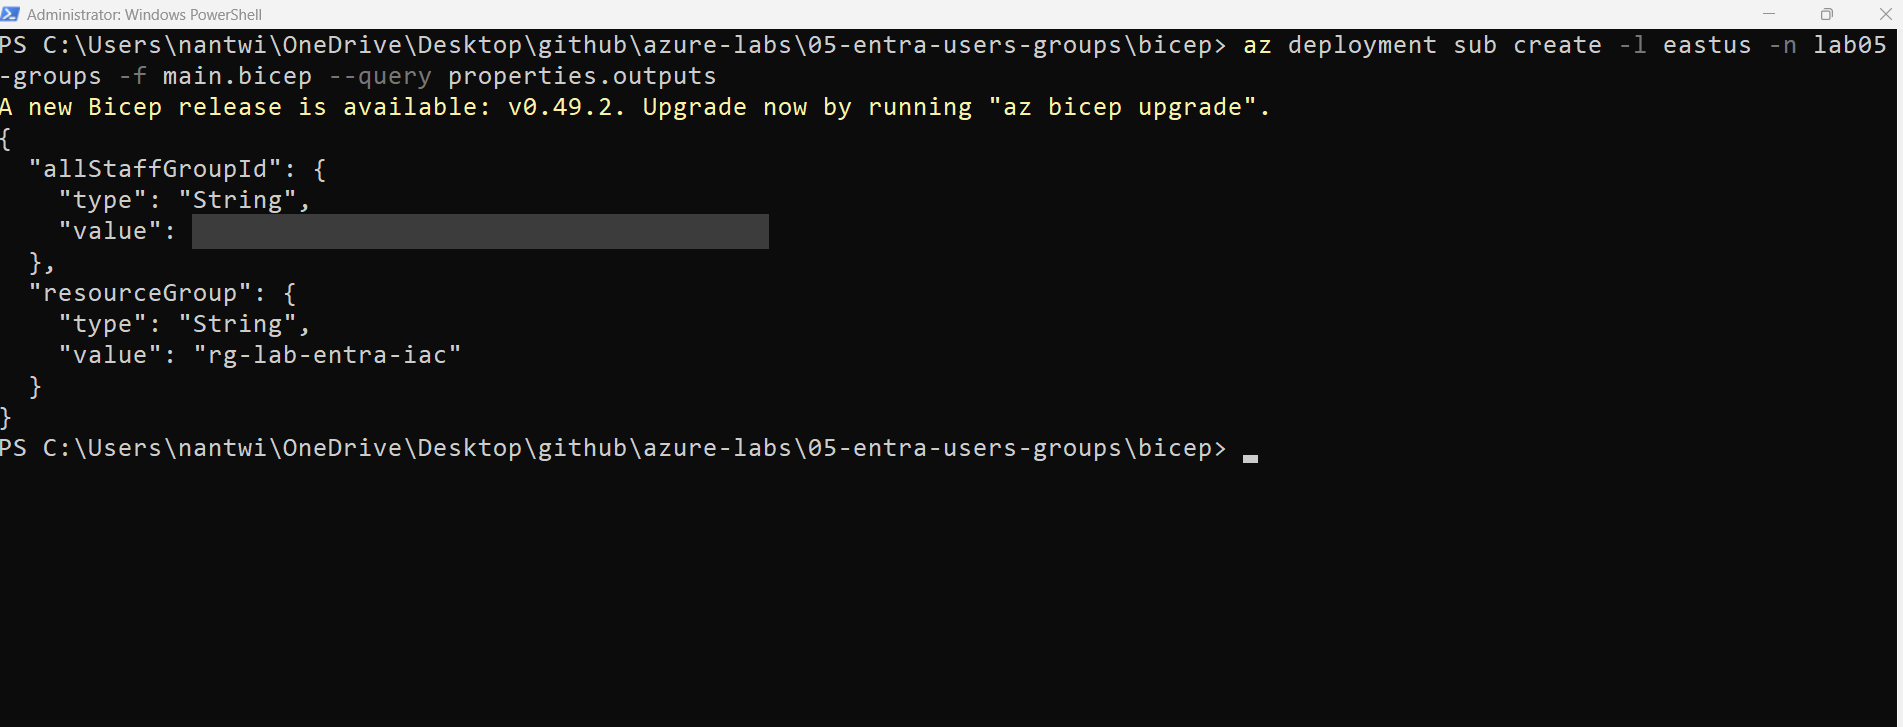 Administrator: Windows PowerShell
PS C:\Users\nantwi\OneDrive\Desktop\github\azure-labs\05-entra-users-groups\bicep> az deployment sub create -l eastus -n lab05
-groups -f main.bicep --query properties.outputs
A new Bicep release is available: v0.49.2. Upgrade now by running "az bicep upgrade".
{
  "allStaffGroupId": {
    "type": "String",
    "value":
  },
  "resourceGroup": {
    "type": "String",
    "value": "rg-lab-entra-iac"
  }
}
PS C:\Users\nantwi\OneDrive\Desktop\github\azure-labs\05-entra-users-groups\bicep>